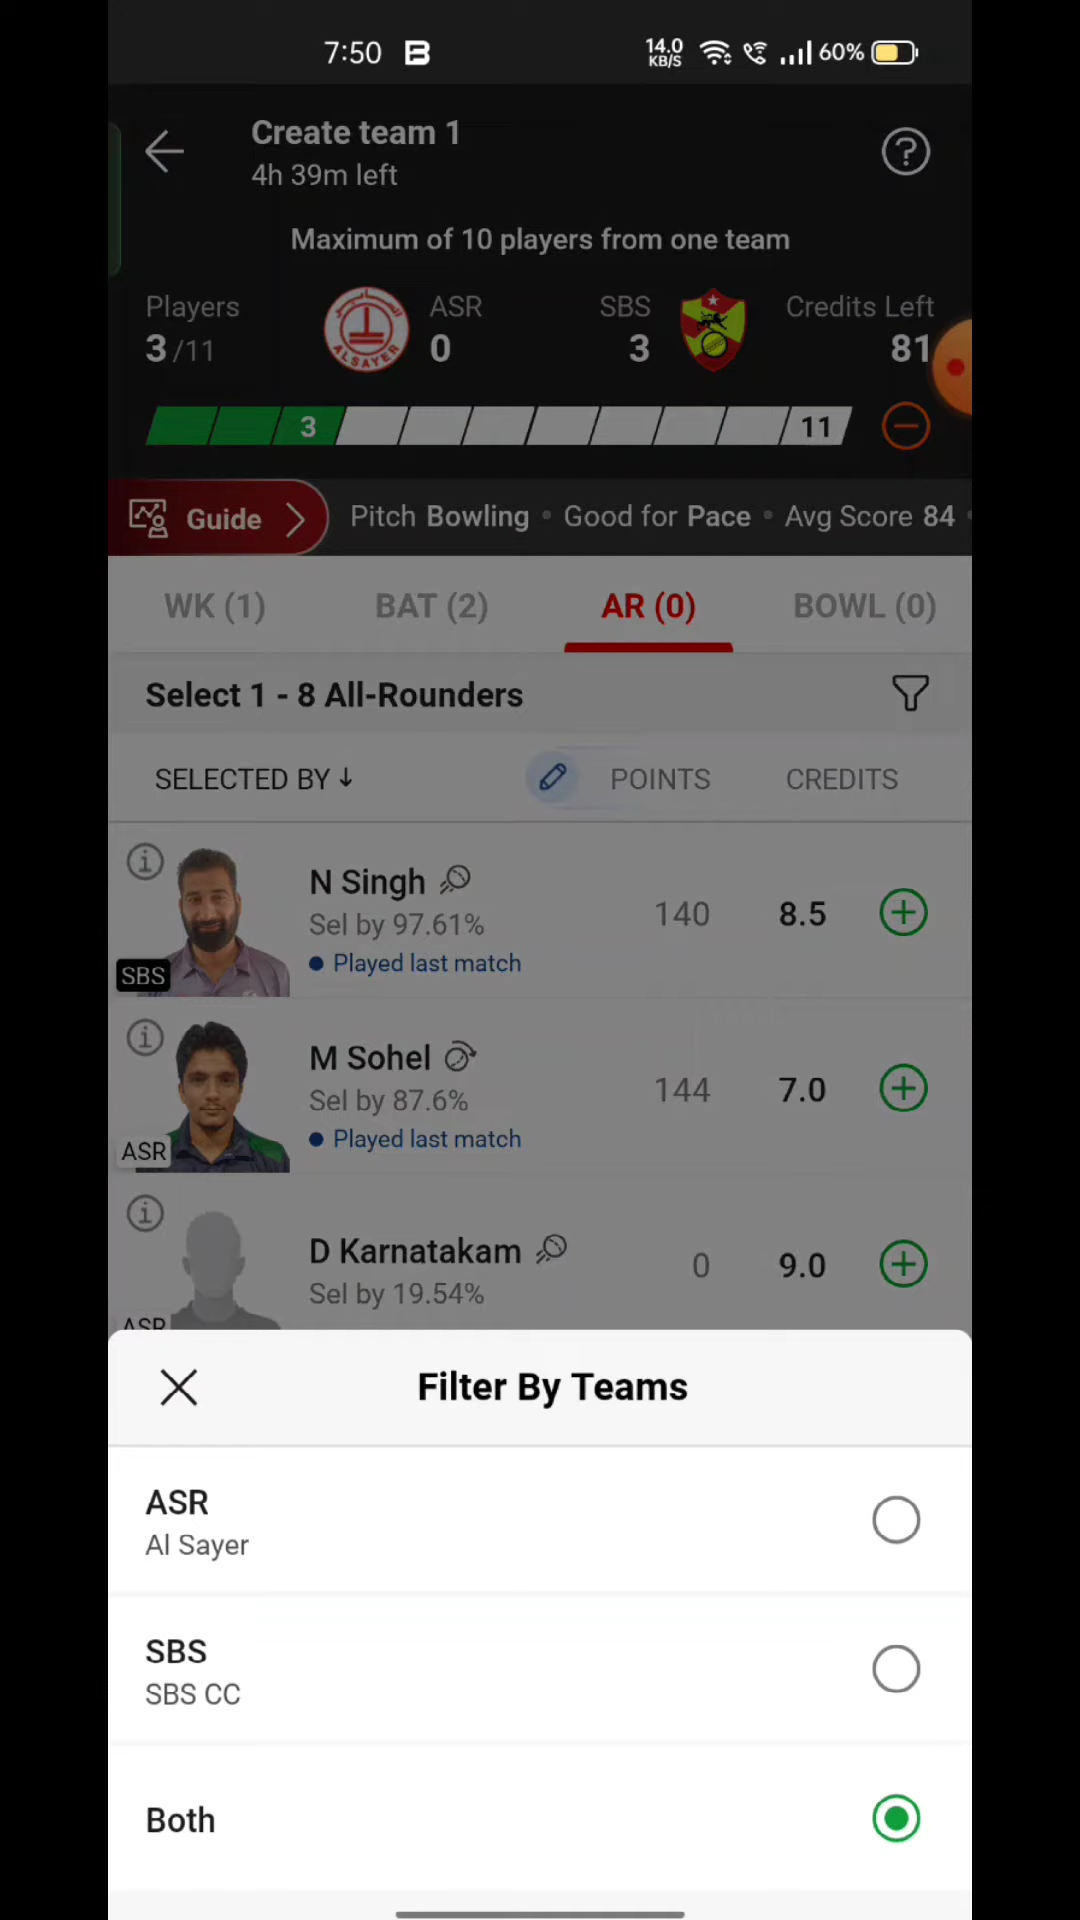 7:50
14.0
KB/S
60%
Create team 1
4h 39m left
Maximum of 10 players from one team
Players
3 /11
ALSAYER
ASR
0
SBS
3
Credits Left
81
3
11
Guide
Pitch Bowling • Good for Pace • Avg Score 84
WK (1)
BAT (2)
AR (0)
BOWL (0)
Select 1 - 8 All-Rounders
SELECTED BY ↓
POINTS
CREDITS
N Singh
Sel by 97.61%
Played last match
SBS
140
8.5
M Sohel
Sel by 87.6%
Played last match
ASR
144
7.0
D Karnatakam
Sel by 19.54%
ASR
0
9.0
Filter By Teams
ASR
Al Sayer
SBS
SBS CC
Both